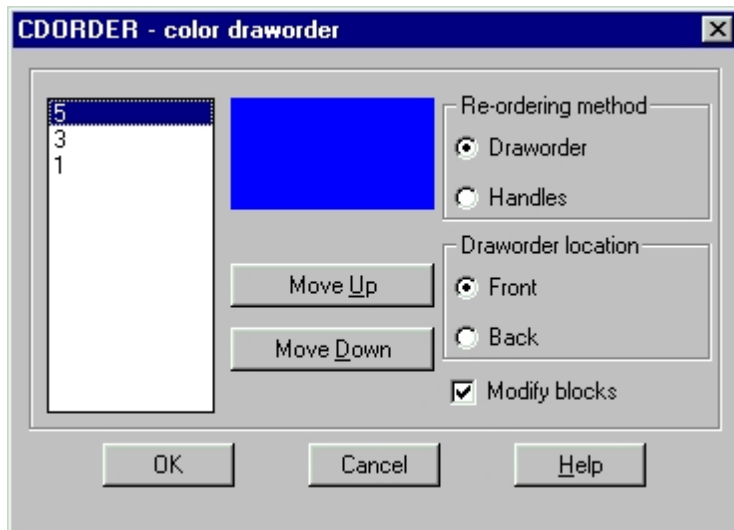 CDORDER - color draworder
5
3
1
Re-ordering method
Draworder
Handles
Move Up
Move Down
Draworder location
Front
Back
Modify blocks
OK
Cancel
Help